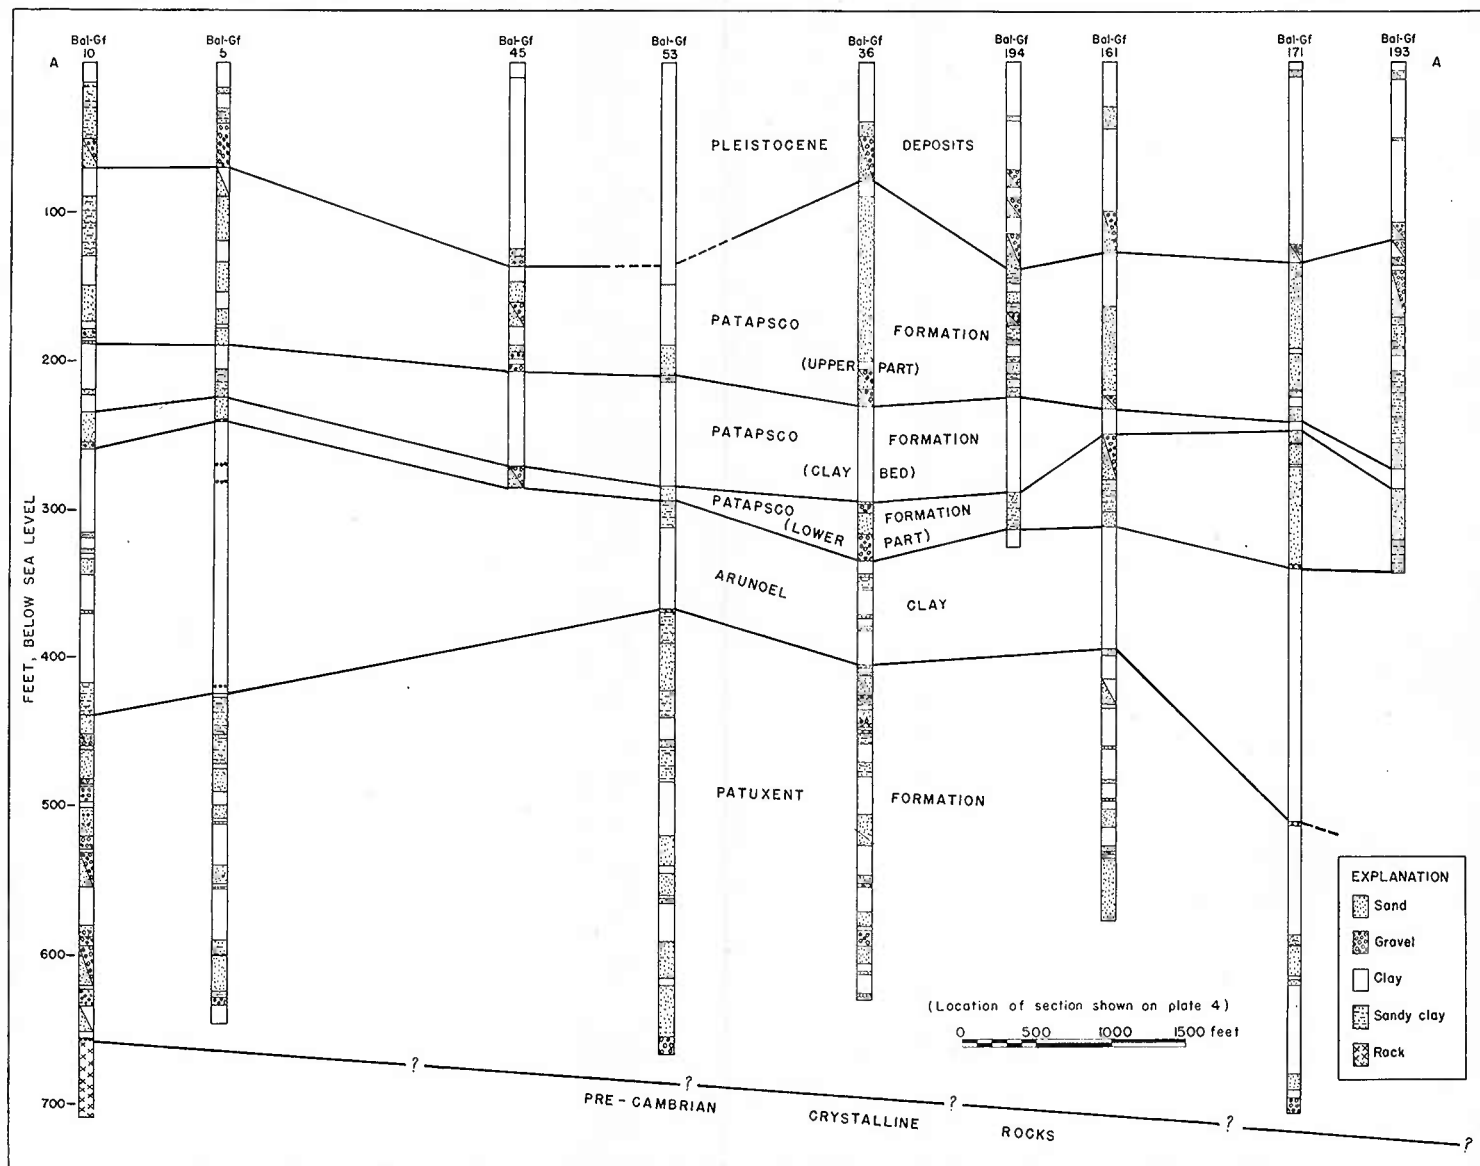 Bal-Gf Bal-Gf Bal-Gf Bal-Gf Bal-Gf Bal-Gf Bal-Gf Bal-Gf Bal-Gf
10 5 45 53 36 194 161 171 193
A A
PLEISTOCENE DEPOSITS
100-
PATAPSCO FORMATION
200-
(UPPER PART)
PATAPSCO FORMATION
(CLAY BED)
300-
PATAPSCO FORMATION
(LOWER PART)
ARUNOEL CLAY
400-
FEET, BELOW SEA LEVEL
PATUXENT FORMATION
500-
600-
700-
EXPLANATION
Sand
Gravel
Clay
Sandy clay
Rock
(Location of section shown on plate 4)
0 500 1000 1500 feet
? ? ? ? ?
PRE-CAMBRIAN CRYSTALLINE ROCKS